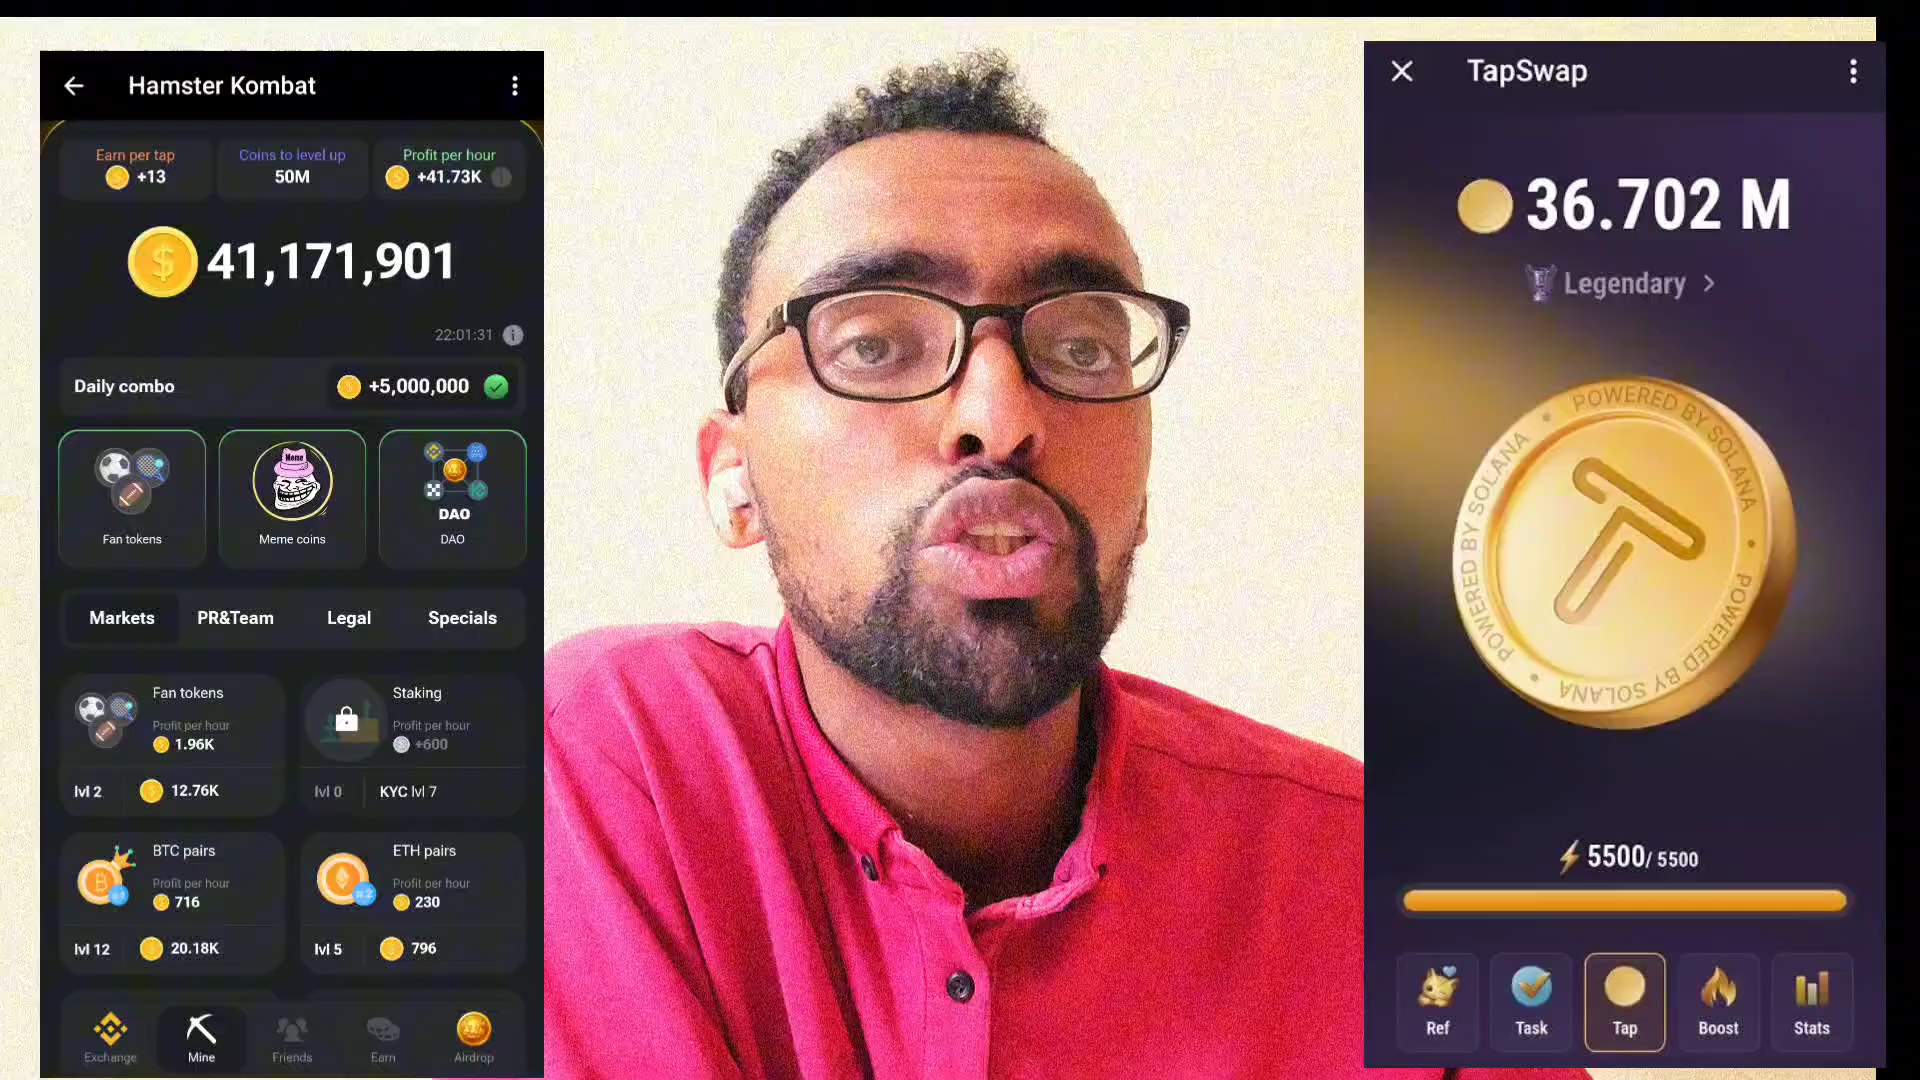 Hamster Kombat
Earn per tap
+13
Coins to level up
50M
Profit per hour
+41.73K
41,171,901
22:01:31
Daily combo
+5,000,000
Fan tokens
Meme
Meme coins
DAO
DAO
Markets
PR&Team
Legal
Specials
Fan tokens
Profit per hour
1.96K
lvl 2
12.76K
Staking
Profit per hour
+600
lvl 0
KYC lvl 7
BTC pairs
Profit per hour
716
lvl 12
20.18K
ETH pairs
#2
Profit per hour
230
lvl 5
796
Exchange
Mine
Friends
Earn
Airdrop
TapSwap
36.702 M
Legendary
POWERED BY SOLANA
POWERED BY SOLANA
POWERED BY SOLANA
5500/ 5500
Ref
Task
Tap
Boost
Stats